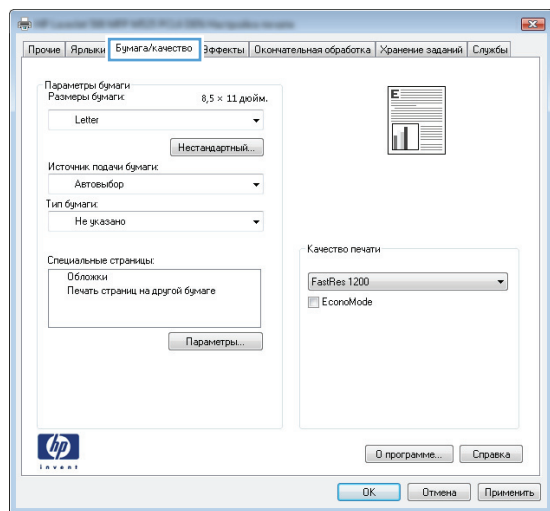 Прочие Ярлыки Бумага/качество Эффекты Окончательная обработка Хранение заданий Службы
Параметры бумаги
Размеры бумаги: 8,5 × 11 дюйм.
Letter
Нестандартный...
Источник подачи бумаги:
Автовыбор
Тип бумаги:
Не указано
Специальные страницы:
Обложки
Печать страниц на другой бумаге
Параметры...
E
Качество печати
FastRes 1200
EconoMode
hp
invent
О программе... Справка
OK Отмена Применить